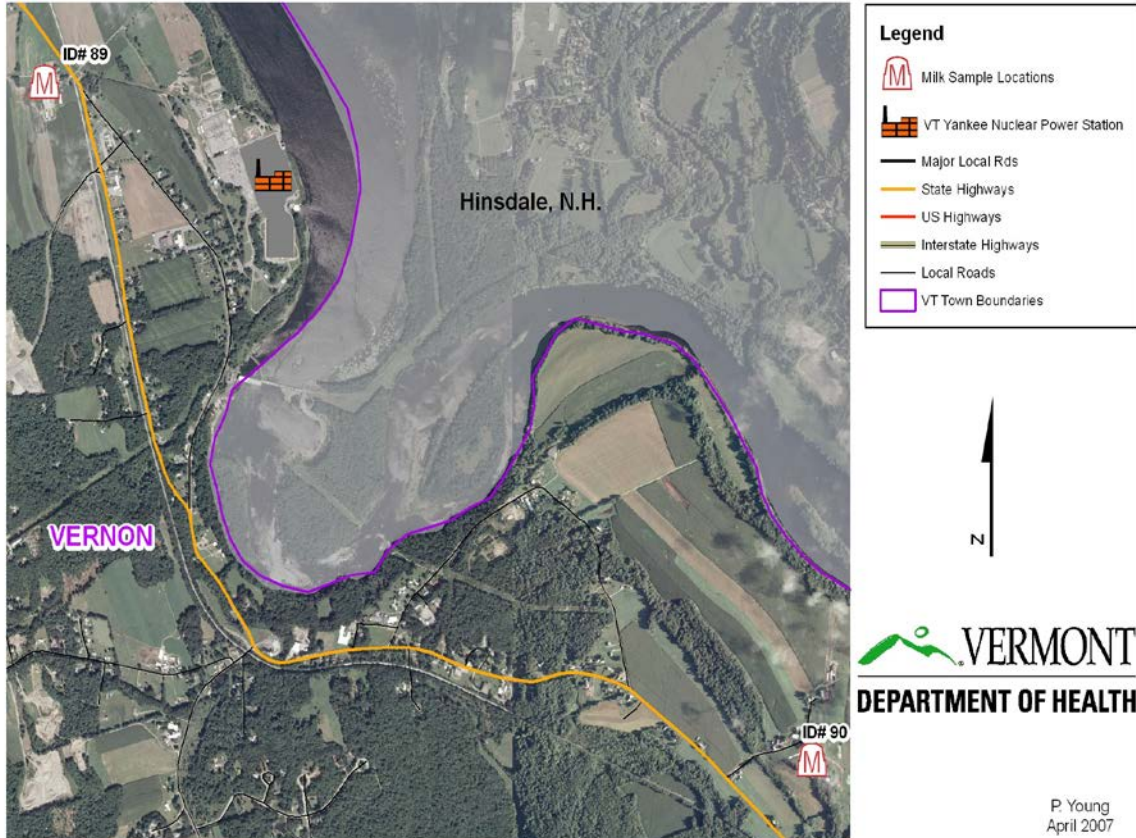 ID# 89
M
Hinsdale, N.H.
VERNON
ID# 90
M
Legend
M Milk Sample Locations
VT Yankee Nuclear Power Station
Major Local Rds
State Highways
US Highways
Interstate Highways
Local Roads
VT Town Boundaries
N
VERMONT
DEPARTMENT OF HEALTH
P. Young
April 2007